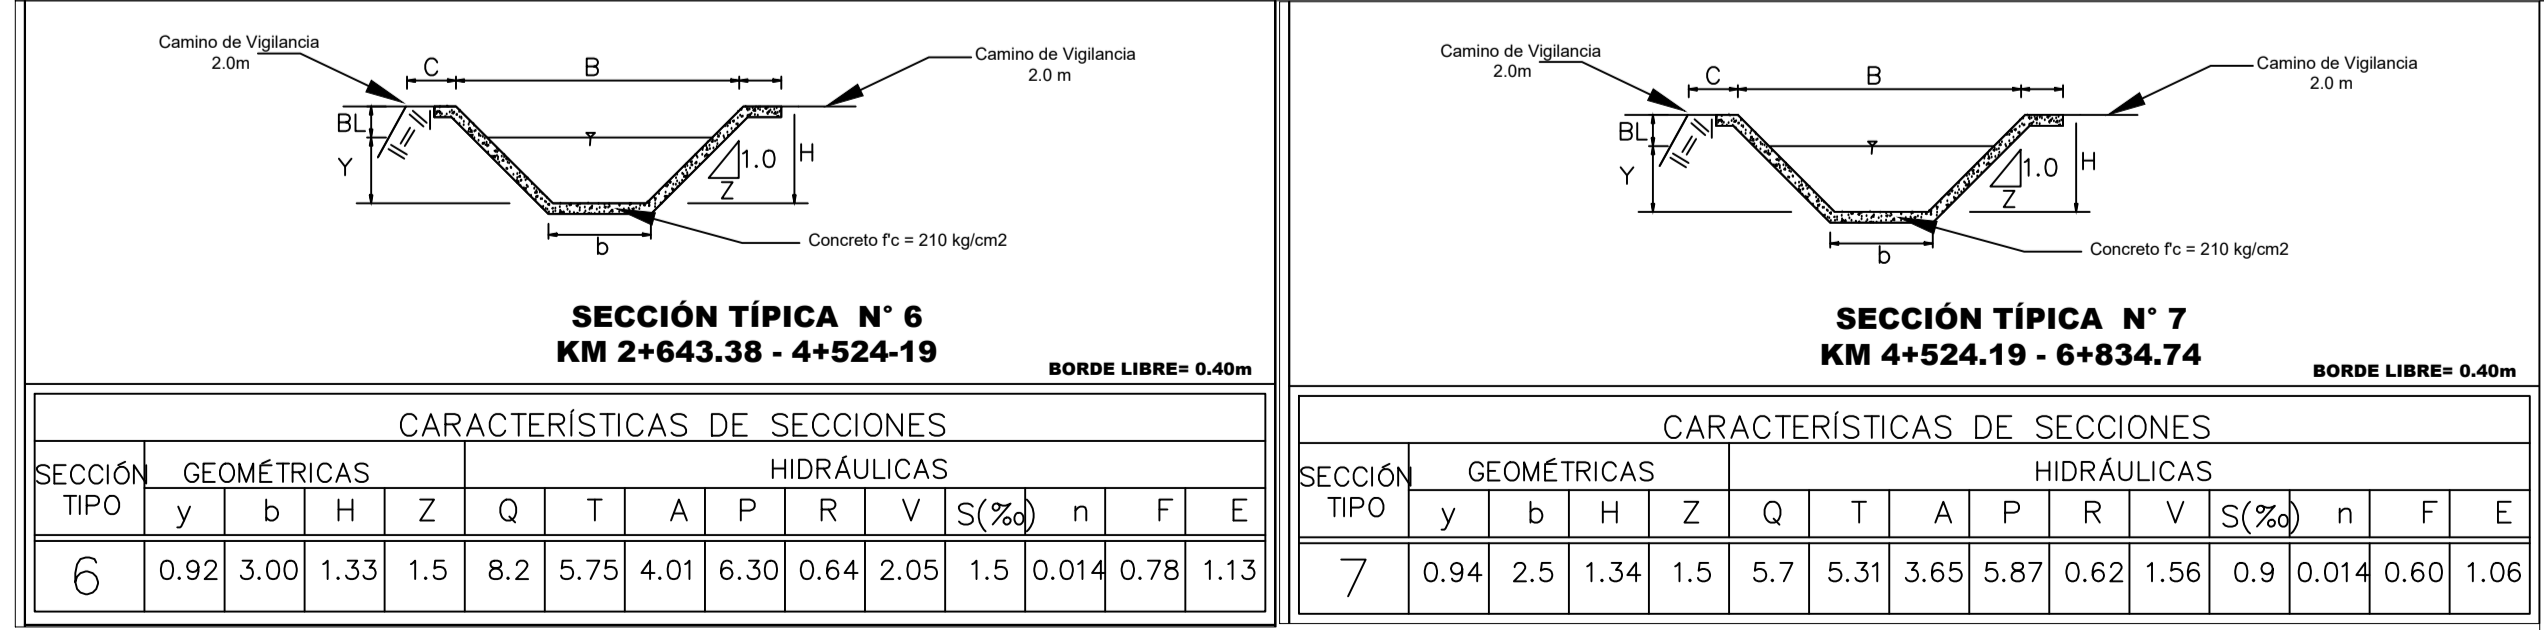 Camino de Vigilancia
2.0m
C
B
Camino de Vigilancia
2.0 m
BL
Y
1.0
Z
H
b
Concreto f'c = 210 kg/cm2
SECCIÓN TÍPICA N° 6
KM 2+643.38 - 4+524-19
BORDE LIBRE= 0.40m
CARACTERÍSTICAS DE SECCIONES
SECCIÓN TIPO
GEOMÉTRICAS
HIDRÁULICAS
y b H Z Q T A P R V S(‰) n F E
6 0.92 3.00 1.33 1.5 8.2 5.75 4.01 6.30 0.64 2.05 1.5 0.014 0.78 1.13
Camino de Vigilancia
2.0m
C
B
Camino de Vigilancia
2.0 m
BL
Y
1.0
Z
H
b
Concreto f'c = 210 kg/cm2
SECCIÓN TÍPICA N° 7
KM 4+524.19 - 6+834.74
BORDE LIBRE= 0.40m
CARACTERÍSTICAS DE SECCIONES
SECCIÓN TIPO
GEOMÉTRICAS
HIDRÁULICAS
y b H Z Q T A P R V S(‰) n F E
7 0.94 2.5 1.34 1.5 5.7 5.31 3.65 5.87 0.62 1.56 0.9 0.014 0.60 1.06